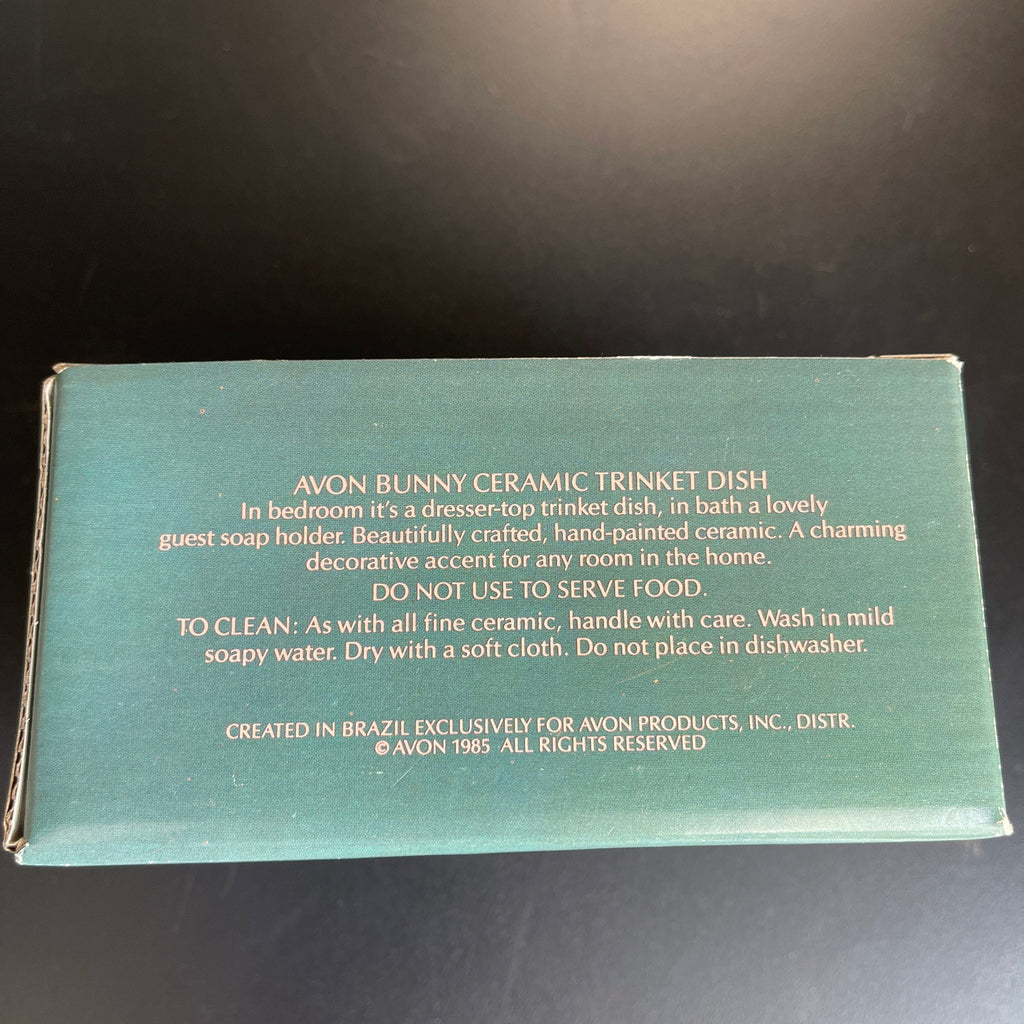 AVON BUNNY CERAMIC TRINKET DISH
In bedroom it's a dresser-top trinket dish, in bath a lovely
guest soap holder. Beautifully crafted, hand-painted ceramic. A charming
decorative accent for any room in the home.
DO NOT USE TO SERVE FOOD.
TO CLEAN: As with all fine ceramic, handle with care. Wash in mild
soapy water. Dry with a soft cloth. Do not place in dishwasher.
CREATED IN BRAZIL EXCLUSIVELY FOR AVON PRODUCTS, INC., DISTR.
© AVON 1985 ALL RIGHTS RESERVED